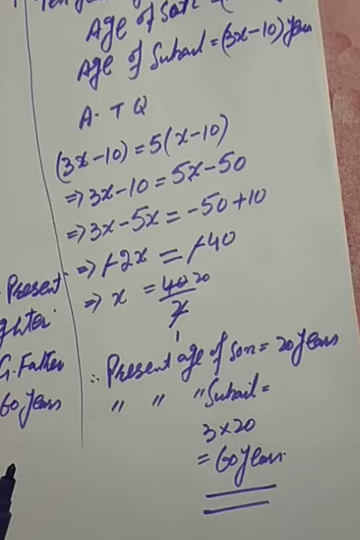 Age of Son
Age of Suhail = (3x-10) years
A. T Q
(3x-10) = 5(x-10)
⇒ 3x-10 = 5x-50
⇒ 3x-5x = -50+10
⇒ -2x = -40
⇒ x = 40 20
2
1
∴ Present age of son = 20 years
" " " Suhail =
3×20
= 60 years.
Present
ghter
G. Father
60 years